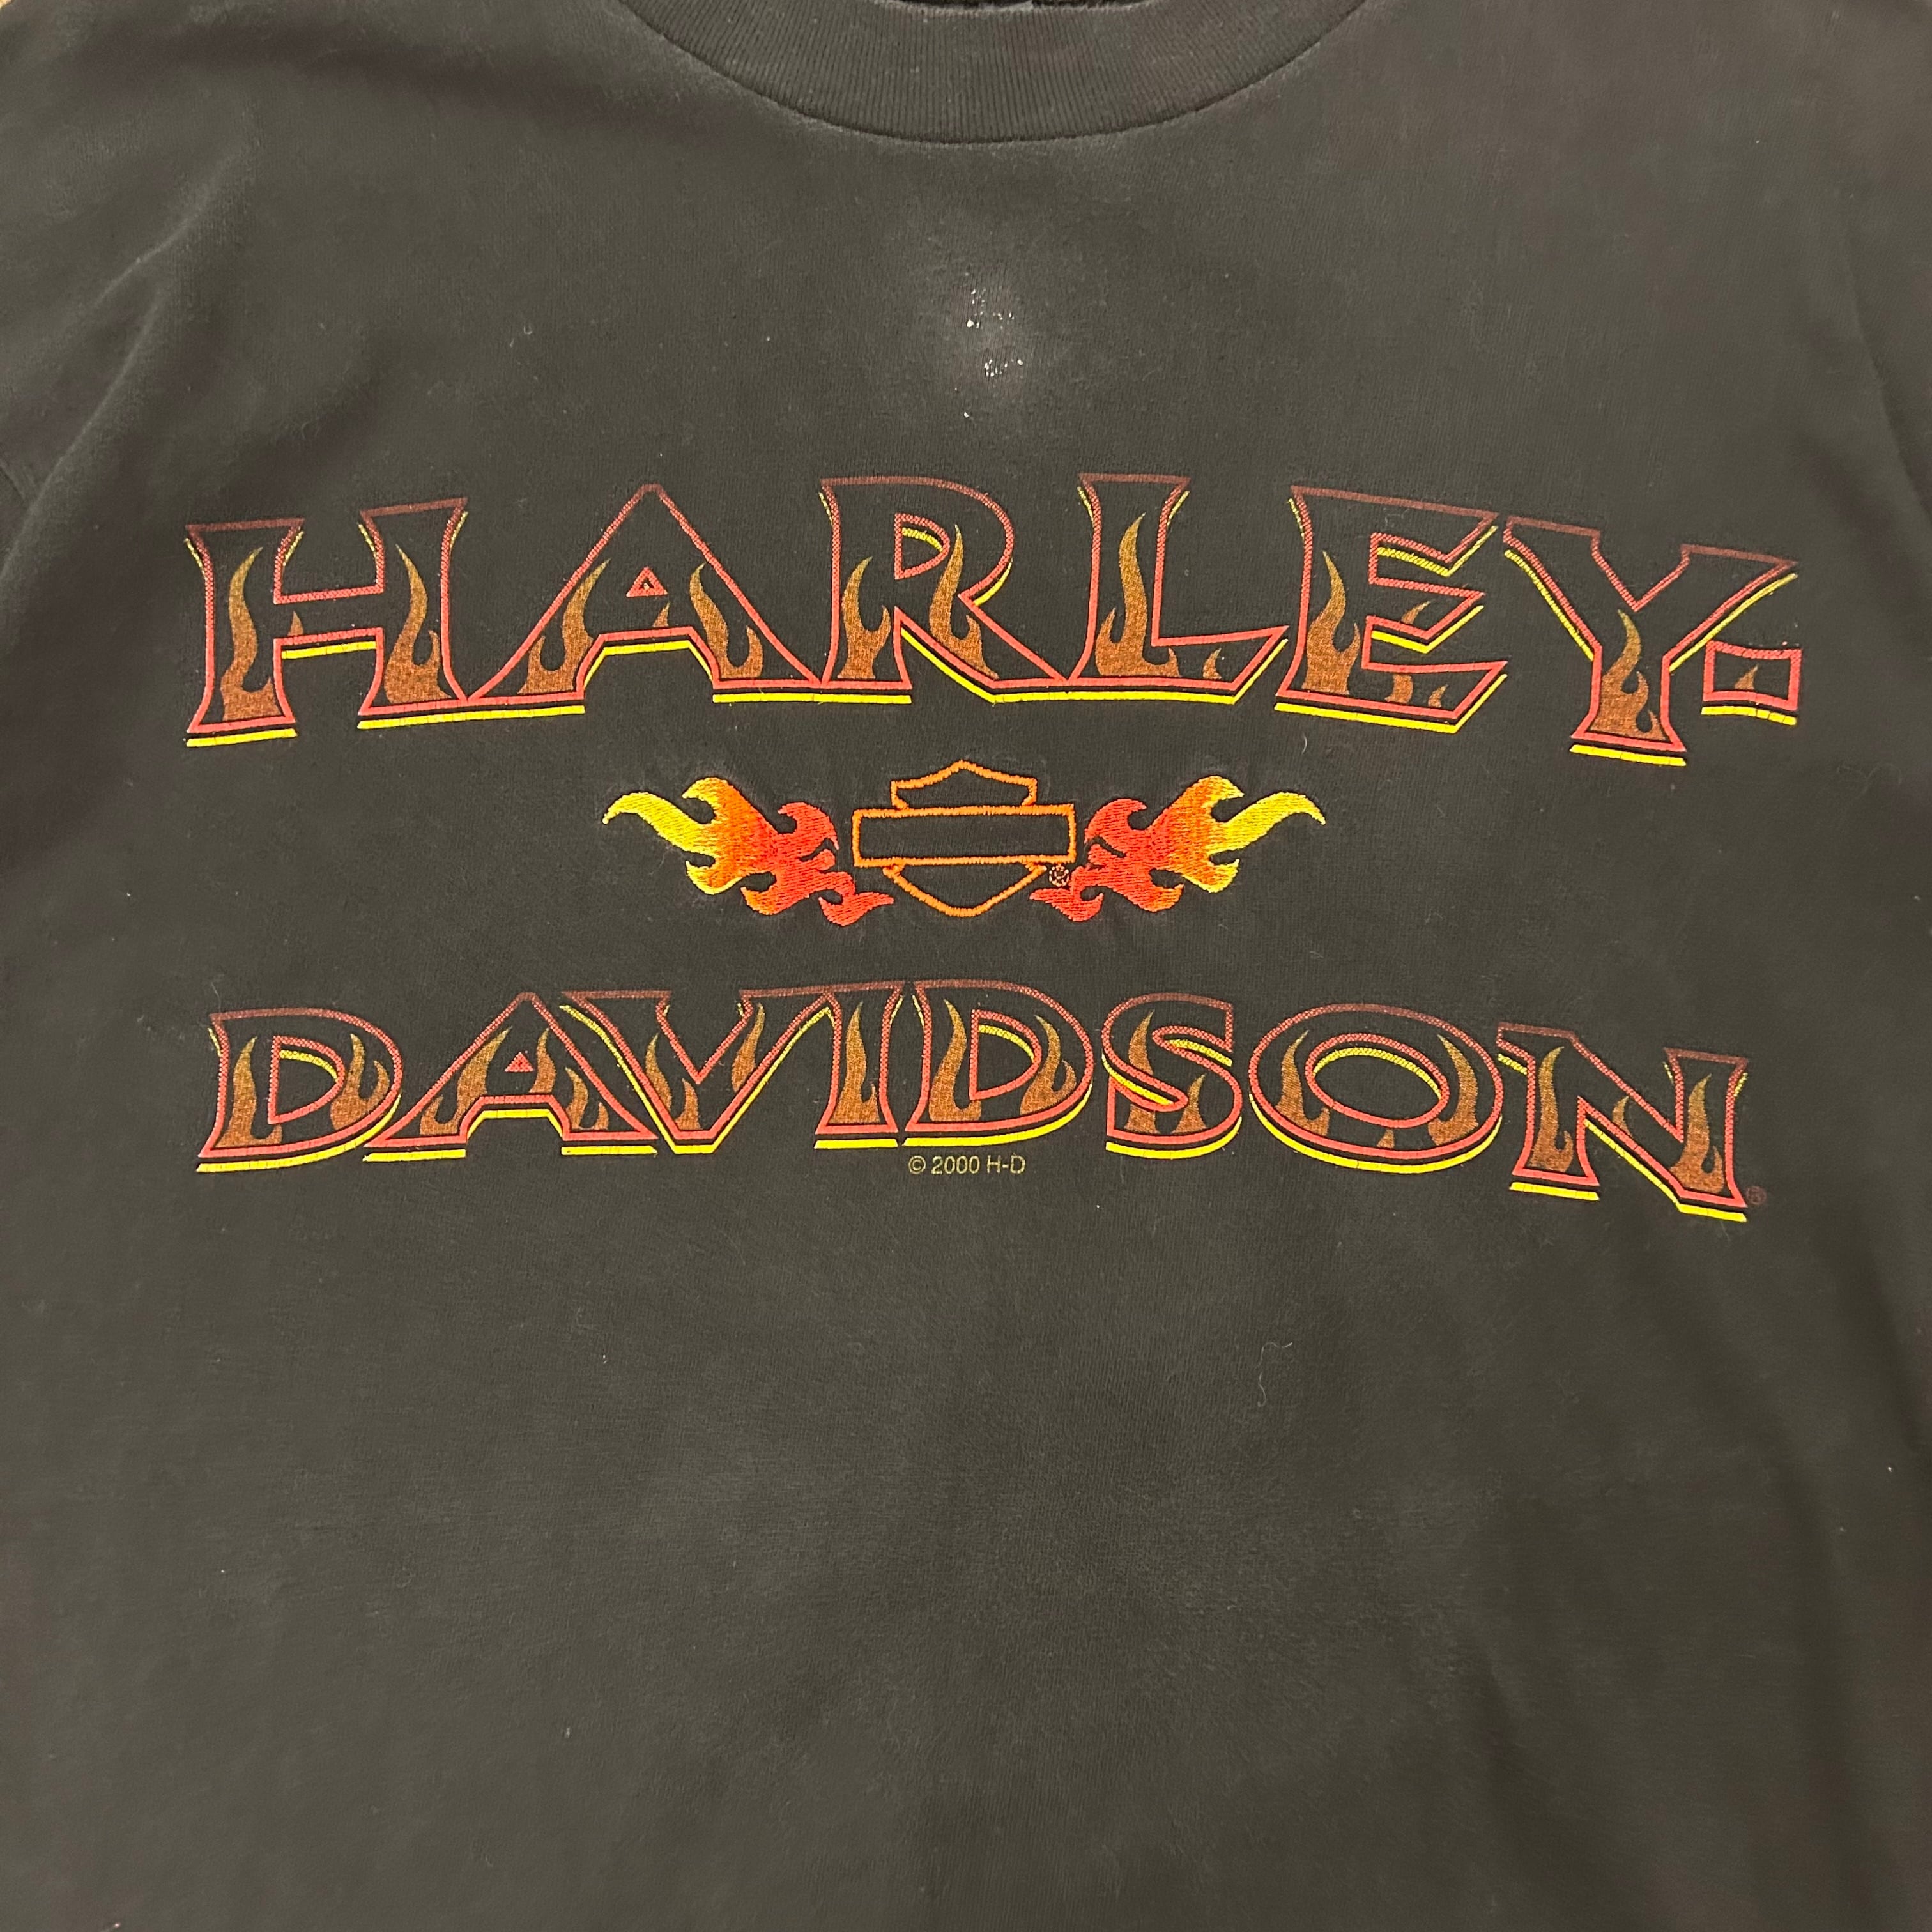 HARLEY-
®
DAVIDSON®
© 2000 H-D